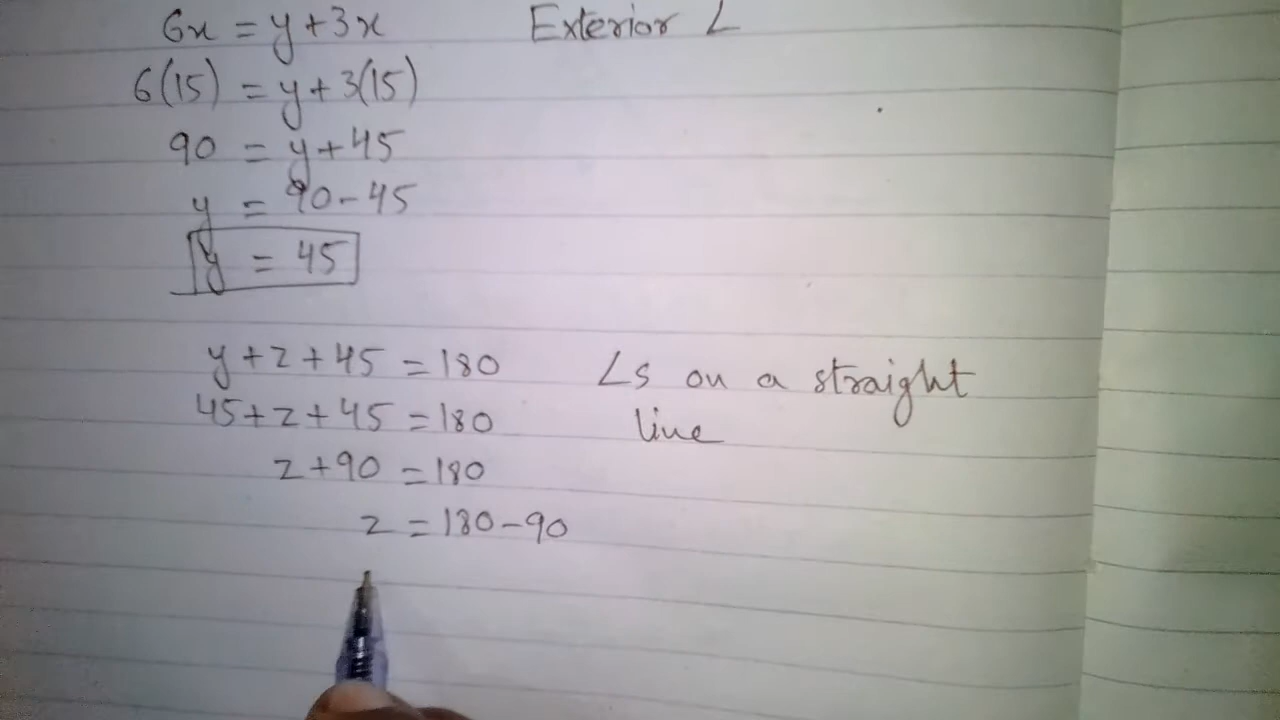 6x = y+3x Exterior ∠
6(15) = y+3(15)
90 = y+45
y = 90-45
y = 45
y+z+45 = 180 ∠s on a straight
45+z+45 = 180 line
z+90 = 180
z = 180-90